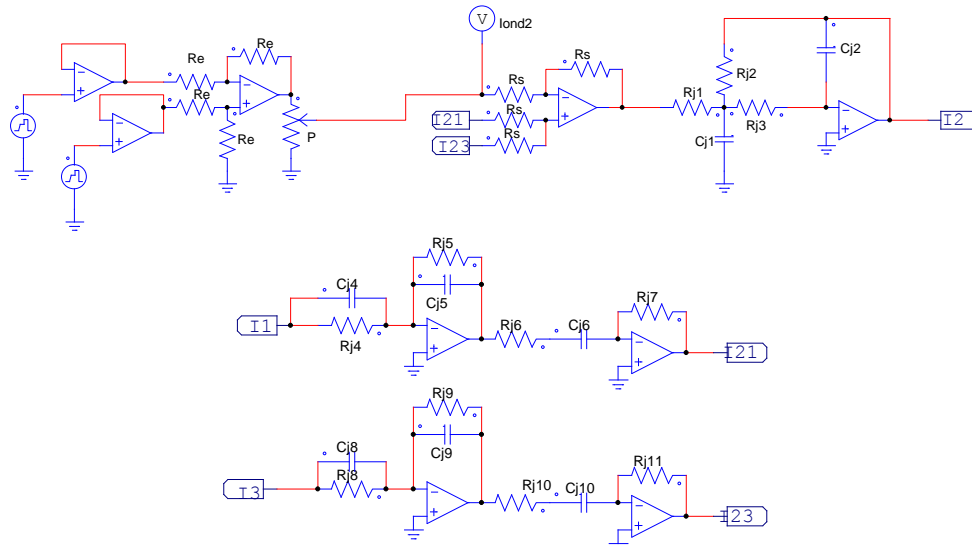 V
Iond2
Re
Re
Re
Re
P
Rs
Rs
Rs
Rs
I21
I23
Rj1
Rj2
Rj3
Cj1
Cj2
I2
Rj5
Cj4
Cj5
Rj7
I1
Rj4
Rj6
Cj6
I21
Rj9
Cj8
Cj9
Rj11
I3
Rj8
Rj10
Cj10
I23